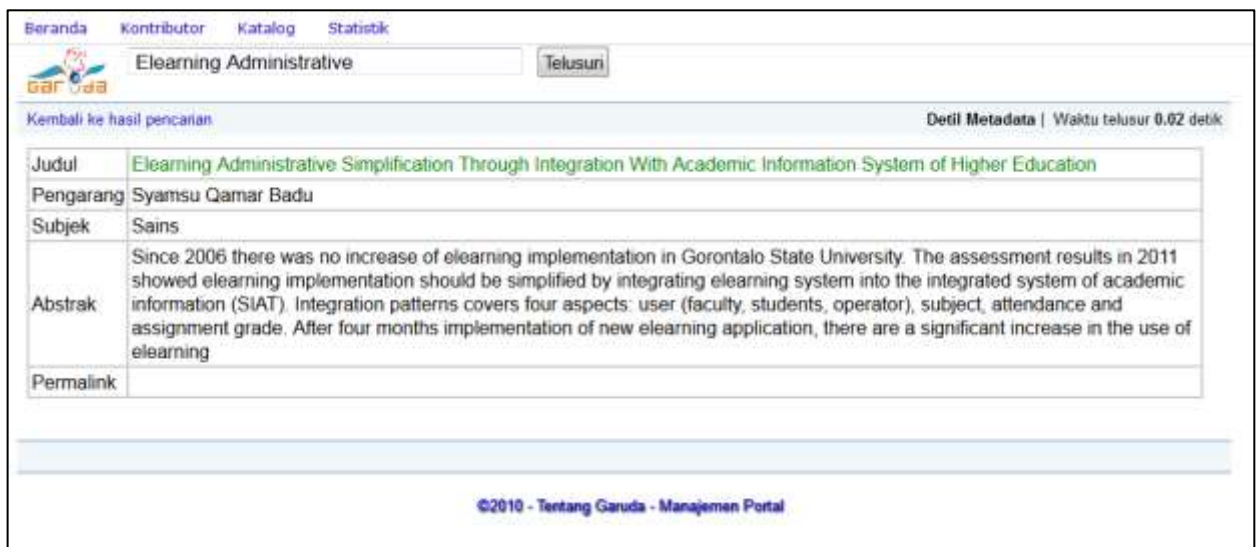 Beranda Kontributor Katalog Statistik
Garuda Elearning Administrative Telusuri
Kembali ke hasil pencarian Detil Metadata | Waktu telusur 0.02 detik
Judul Elearning Administrative Simplification Through Integration With Academic Information System of Higher Education
Pengarang Syamsu Qamar Badu
Subjek Sains
Since 2006 there was no increase of elearning implementation in Gorontalo State University. The assessment results in 2011
showed elearning implementation should be simplified by integrating elearning system into the integrated system of academic
Abstrak information (SIAT). Integration patterns covers four aspects: user (faculty, students, operator), subject, attendance and
assignment grade. After four months implementation of new elearning application, there are a significant increase in the use of
elearning
Permalink
©2010 - Tentang Garuda - Manajemen Portal